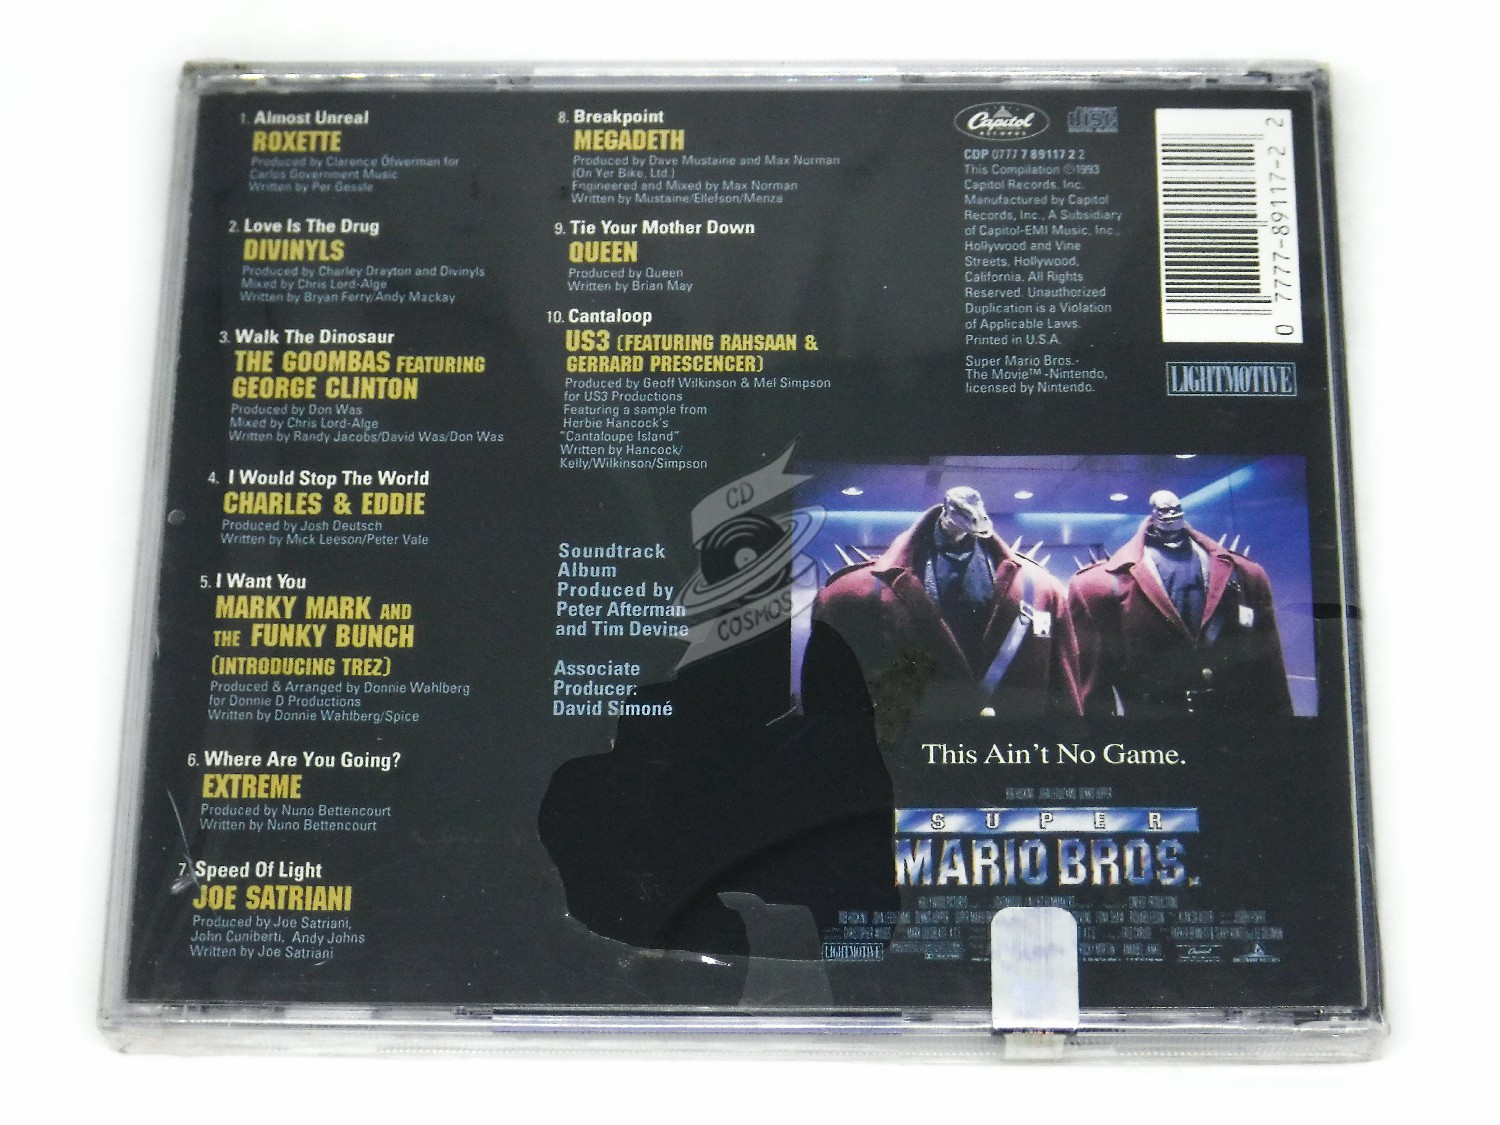 1. Almost Unreal
ROXETTE
Produced by Clarence Öfwerman for
Carlos Government Music
Written by Per Gessle
2. Love Is The Drug
DIVINYLS
Produced by Charley Drayton and Divinyls
Mixed by Chris Lord-Alge
Written by Bryan Ferry/Andy Mackay
3. Walk The Dinosaur
THE GOOMBAS FEATURING
GEORGE CLINTON
Produced by Don Was
Mixed by Chris Lord-Alge
Written by Randy Jacobs/David Was/Don Was
4. I Would Stop The World
CHARLES & EDDIE
Produced by Josh Deutsch
Written by Mick Leeson/Peter Vale
5. I Want You
MARKY MARK AND
THE FUNKY BUNCH
(INTRODUCING TREZ)
Produced & Arranged by Donnie Wahlberg
for Donnie D Productions
Written by Donnie Wahlberg/Spice
6. Where Are You Going?
EXTREME
Produced by Nuno Bettencourt
Written by Nuno Bettencourt
7. Speed Of Light
JOE SATRIANI
Produced by Joe Satriani,
John Cuniberti, Andy Johns
Written by Joe Satriani
8. Breakpoint
MEGADETH
Produced by Dave Mustaine and Max Norman
(On Yer Bike, Ltd.)
Engineered and Mixed by Max Norman
Written by Mustaine/Ellefson/Menza
9. Tie Your Mother Down
QUEEN
Produced by Queen
Written by Brian May
10. Cantaloop
US3 (FEATURING RAHSAAN &
GERRARD PRESCENCER)
Produced by Geoff Wilkinson & Mel Simpson
for US3 Productions
Featuring a sample from
Herbie Hancock's
"Cantaloupe Island"
Written by Hancock/
Kelly/Wilkinson/Simpson
Soundtrack
Album
Produced by
Peter Afterman
and Tim Devine
Associate
Producer:
David Simoné
CD
COSMOS
Capitol
RECORDS
disc
CDP 0777 7 89117 2 2
This Compilation ℗1993
Capitol Records, Inc.
Manufactured by Capitol
Records, Inc., A Subsidiary
of Capitol-EMI Music, Inc.,
Hollywood and Vine
Streets, Hollywood,
California. All Rights
Reserved. Unauthorized
Duplication is a Violation
of Applicable Laws.
Printed in U.S.A.
Super Mario Bros.-
The Movie™ -Nintendo,
licensed by Nintendo.
0 7777-89117-2 2
LIGHTMOTIVE
This Ain't No Game.
SUPER
MARIO BROS.
LIGHTMOTIVE
Capitol